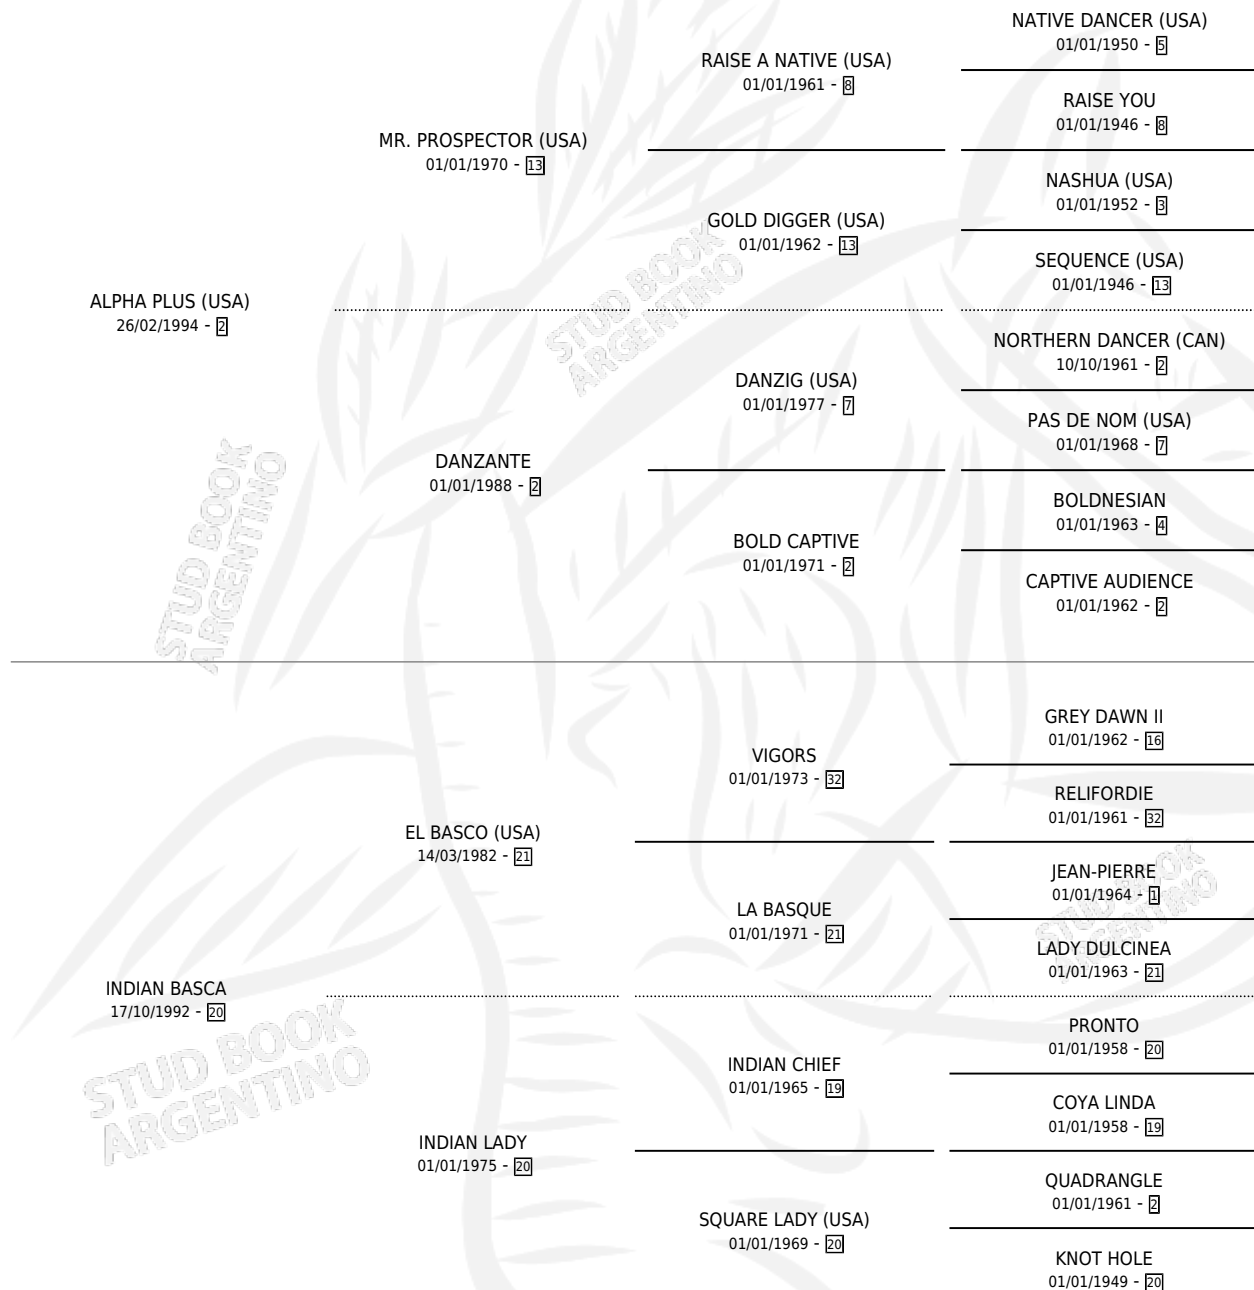 NATIVE DANCER (USA)
01/01/1950 - 5
RAISE A NATIVE (USA)
01/01/1961 - 8
RAISE YOU
01/01/1946 - 8
MR. PROSPECTOR (USA)
01/01/1970 - 13
NASHUA (USA)
01/01/1952 - 3
GOLD DIGGER (USA)
01/01/1962 - 13
SEQUENCE (USA)
01/01/1946 - 13
STUD BOOK
ARGENTINO
ALPHA PLUS (USA)
26/02/1994 - 2
NORTHERN DANCER (CAN)
10/10/1961 - 2
DANZIG (USA)
01/01/1977 - 7
PAS DE NOM (USA)
01/01/1968 - 7
DANZANTE
01/01/1988 - 2
BOLDNESIAN
01/01/1963 - 4
BOLD CAPTIVE
01/01/1971 - 2
CAPTIVE AUDIENCE
01/01/1962 - 2
STUD BOOK
ARGENTINO
GREY DAWN II
01/01/1962 - 16
VIGORS
01/01/1973 - 32
RELIFORDIE
01/01/1961 - 32
EL BASCO (USA)
14/03/1982 - 21
JEAN-PIERRE
01/01/1964 - 1
LA BASQUE
01/01/1971 - 21
LADY DULCINEA
01/01/1963 - 21
STUD BOOK
ARGENTINO
INDIAN BASCA
17/10/1992 - 20
STUD BOOK
ARGENTINO
PRONTO
01/01/1958 - 20
INDIAN CHIEF
01/01/1965 - 19
COYA LINDA
01/01/1958 - 19
INDIAN LADY
01/01/1975 - 20
QUADRANGLE
01/01/1961 - 2
SQUARE LADY (USA)
01/01/1969 - 20
KNOT HOLE
01/01/1949 - 20